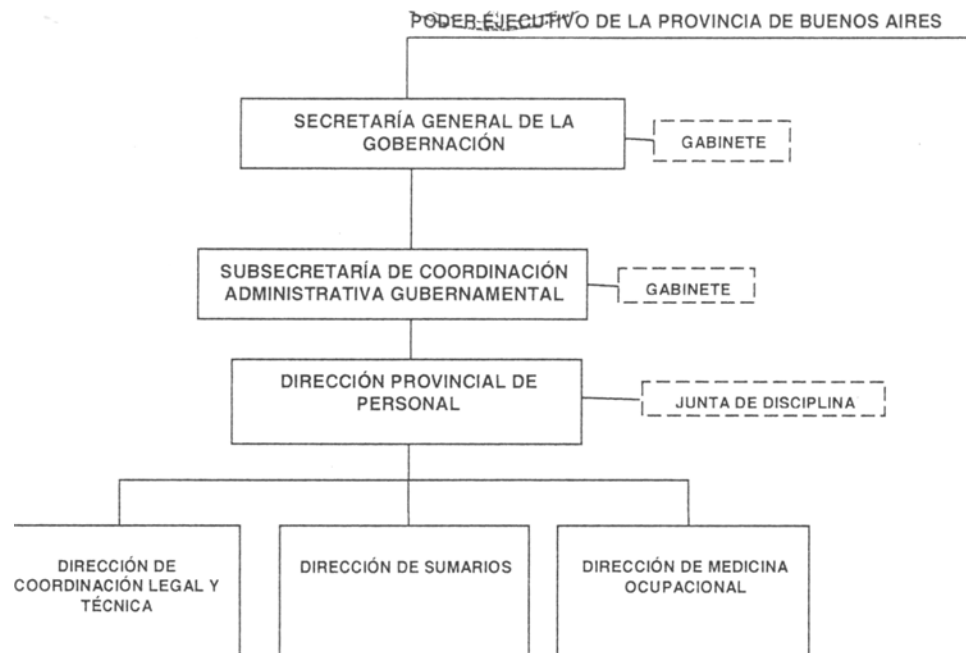 PODER EJECUTIVO DE LA PROVINCIA DE BUENOS AIRES
SECRETARÍA GENERAL DE LA
GOBERNACIÓN
GABINETE
SUBSECRETARÍA DE COORDINACIÓN
ADMINISTRATIVA GUBERNAMENTAL
GABINETE
DIRECCIÓN PROVINCIAL DE
PERSONAL
JUNTA DE DISCIPLINA
DIRECCIÓN DE
COORDINACIÓN LEGAL Y
TÉCNICA
DIRECCIÓN DE SUMARIOS
DIRECCIÓN DE MEDICINA
OCUPACIONAL